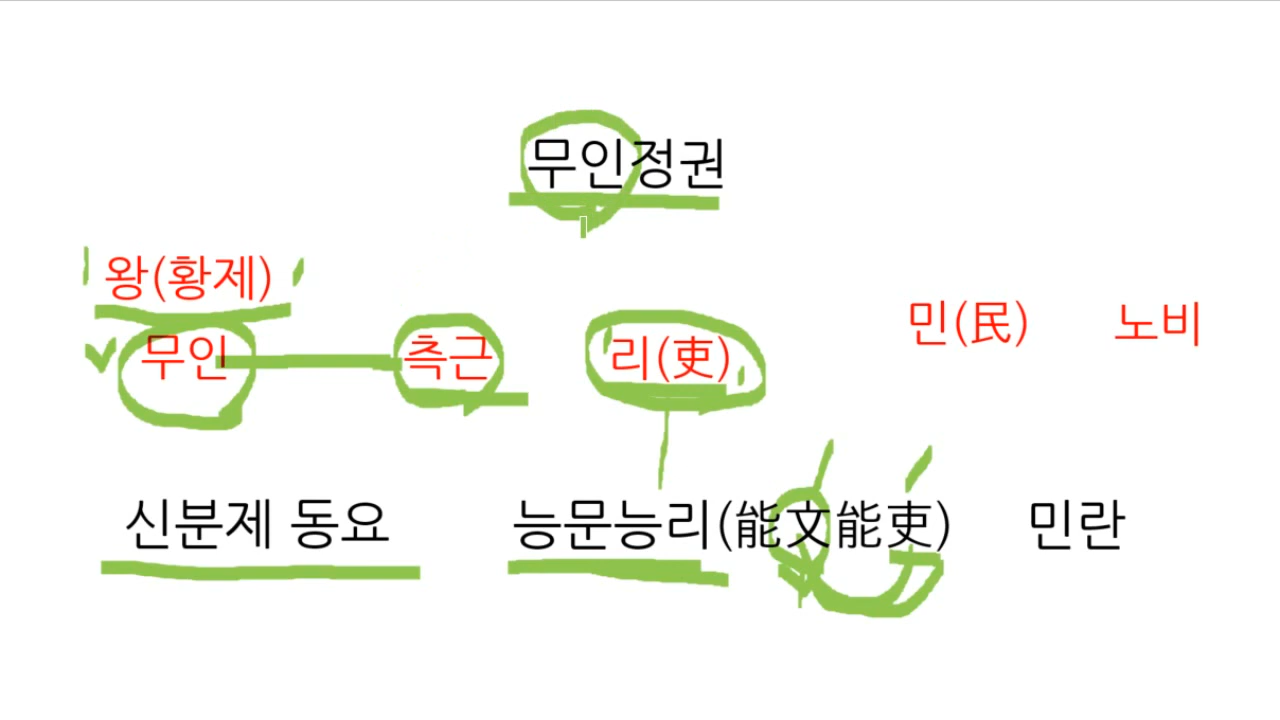 무인정권
왕(황제)
무인 측근 리(吏) 민(民) 노비
신분제 동요 능문능리(能文能吏) 민란